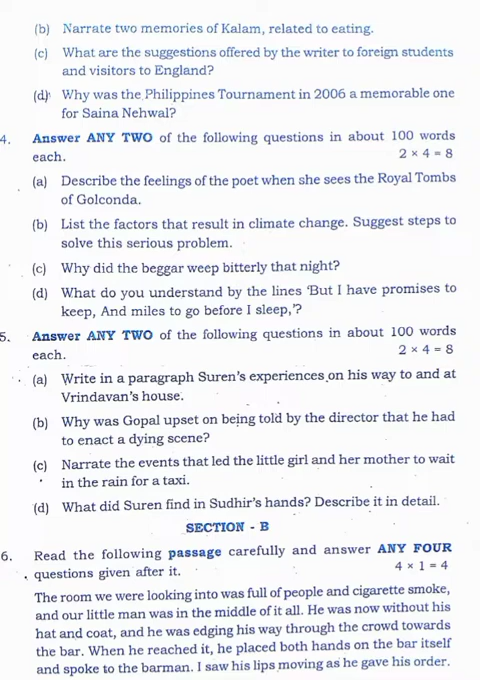 (b) Narrate two memories of Kalam, related to eating.
(c) What are the suggestions offered by the writer to foreign students
and visitors to England?
(d) Why was the Philippines Tournament in 2006 a memorable one
for Saina Nehwal?
4. Answer ANY TWO of the following questions in about 100 words
each. 2 × 4 = 8
(a) Describe the feelings of the poet when she sees the Royal Tombs
of Golconda.
(b) List the factors that result in climate change. Suggest steps to
solve this serious problem.
(c) Why did the beggar weep bitterly that night?
(d) What do you understand by the lines 'But I have promises to
keep, And miles to go before I sleep,'?
5. Answer ANY TWO of the following questions in about 100 words
each. 2 × 4 = 8
(a) Write in a paragraph Suren's experiences on his way to and at
Vrindavan's house.
(b) Why was Gopal upset on being told by the director that he had
to enact a dying scene?
(c) Narrate the events that led the little girl and her mother to wait
in the rain for a taxi.
(d) What did Suren find in Sudhir's hands? Describe it in detail.
SECTION - B
6. Read the following passage carefully and answer ANY FOUR
questions given after it. 4 × 1 = 4
The room we were looking into was full of people and cigarette smoke,
and our little man was in the middle of it all. He was now without his
hat and coat, and he was edging his way through the crowd towards
the bar. When he reached it, he placed both hands on the bar itself
and spoke to the barman. I saw his lips moving as he gave his order.